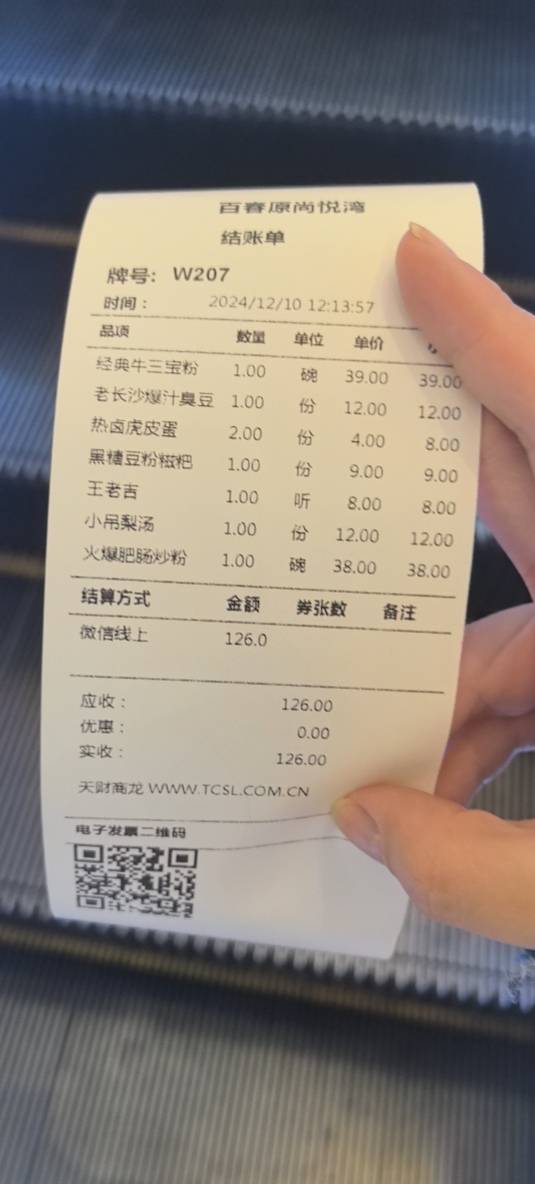 百春原尚悦湾
结账单
牌号: W207
时间： 2024/12/10 12:13:57
品项 数量 单位 单价
经典牛三宝粉 1.00 碗 39.00 39.00
老长沙爆汁臭豆 1.00 份 12.00 12.00
热卤虎皮蛋 2.00 份 4.00 8.00
黑糖豆粉糍粑 1.00 份 9.00 9.00
王老吉 1.00 听 8.00 8.00
小吊梨汤 1.00 份 12.00 12.00
火爆肥肠炒粉 1.00 碗 38.00 38.00
结算方式 金额 券张数 备注
微信线上 126.0
应收： 126.00
优惠： 0.00
实收： 126.00
天财商龙 WWW.TCSL.COM.CN
电子发票二维码